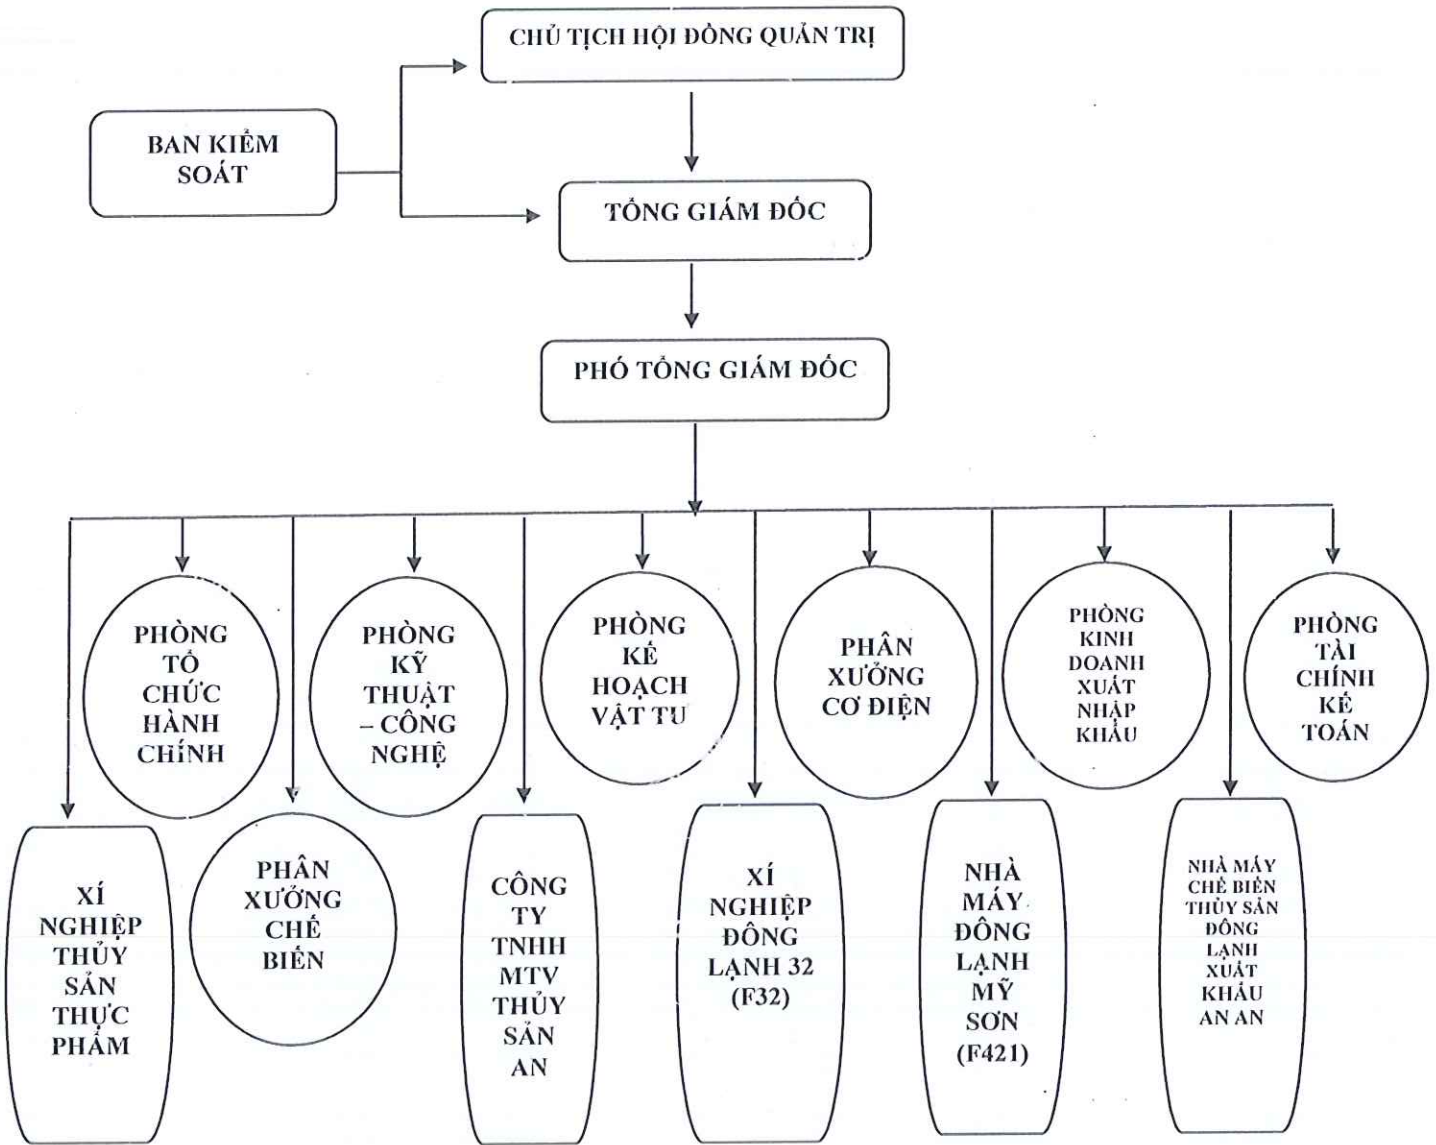 CHỦ TỊCH HỘI ĐỒNG QUẢN TRỊ
BAN KIỂM
SOÁT
TỔNG GIÁM ĐỐC
PHÓ TỔNG GIÁM ĐỐC
PHÒNG
TỔ
CHỨC
HÀNH
CHÍNH
PHÒNG
KỸ
THUẬT
– CÔNG
NGHỆ
PHÒNG
KẾ
HOẠCH
VẬT TƯ
PHÂN
XƯỞNG
CƠ ĐIỆN
PHÒNG
KINH
DOANH
XUẤT
NHẬP
KHẨU
PHÒNG
TÀI
CHÍNH
KẾ
TOÁN
XÍ
NGHIỆP
THỦY
SẢN
THỰC
PHẨM
PHÂN
XƯỞNG
CHẾ
BIẾN
CÔNG
TY
TNHH
MTV
THỦY
SẢN
AN
XÍ
NGHIỆP
ĐÔNG
LẠNH 32
(F32)
NHÀ
MÁY
ĐÔNG
LẠNH
MỸ
SƠN
(F421)
NHÀ MÁY
CHẾ BIẾN
THỦY SẢN
ĐÔNG
LẠNH
XUẤT
KHẨU
AN AN